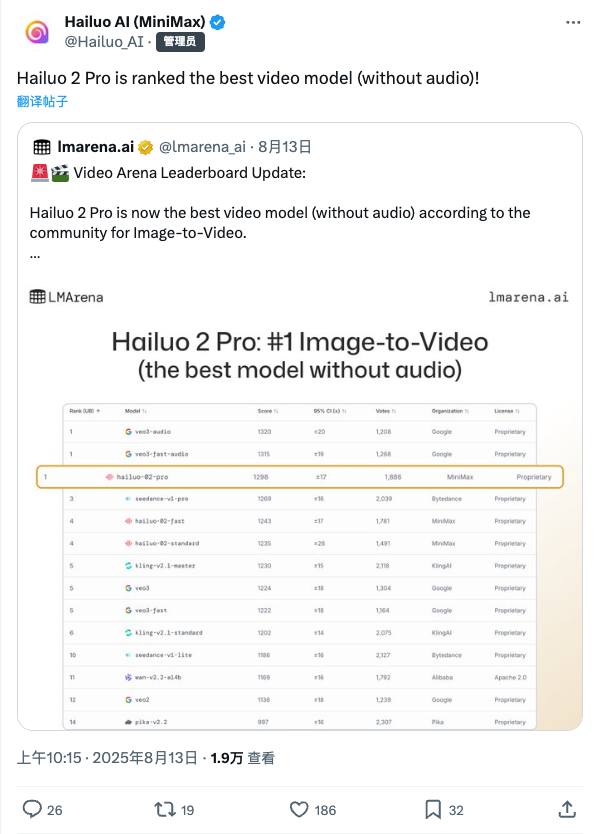 Hailuo AI (MiniMax)
@Hailuo_AI · 管理员
Hailuo 2 Pro is ranked the best video model (without audio)!
翻译帖子
lmarena.ai @lmarena_ai · 8月13日
🚨🎬 Video Arena Leaderboard Update:
Hailuo 2 Pro is now the best video model (without audio) according to the
community for Image-to-Video.
...
LMArena lmarena.ai
Hailuo 2 Pro: #1 Image-to-Video
(the best model without audio)
Rank (UB) ↑ Model ↑↓ Score ↑↓ 95% CI (±) ↑↓ Votes ↑↓ Organization ↑↓ License ↑↓
1 veo3-audio 1320 ±20 1,208 Google Proprietary
1 veo3-fast-audio 1315 ±19 1,268 Google Proprietary
1 hailuo-02-pro 1298 ±17 1,886 MiniMax Proprietary
3 seedance-v1-pro 1269 ±16 2,039 Bytedance Proprietary
4 hailuo-02-fast 1243 ±17 1,781 MiniMax Proprietary
4 hailuo-02-standard 1235 ±26 1,491 MiniMax Proprietary
5 kling-v2.1-master 1230 ±15 2,118 KlingAI Proprietary
5 veo3 1224 ±18 1,304 Google Proprietary
5 veo3-fast 1222 ±18 1,164 Google Proprietary
6 kling-v2.1-standard 1202 ±14 2,075 KlingAI Proprietary
10 seedance-v1-lite 1186 ±16 2,127 Bytedance Proprietary
11 wan-v2.2-a14b 1169 ±16 1,792 Alibaba Apache 2.0
12 veo2 1138 ±18 1,239 Google Proprietary
14 pika-v2.2 997 ±16 2,307 Pika Proprietary
上午10:15 · 2025年8月13日 · 1.9万 查看
26 19 186 32